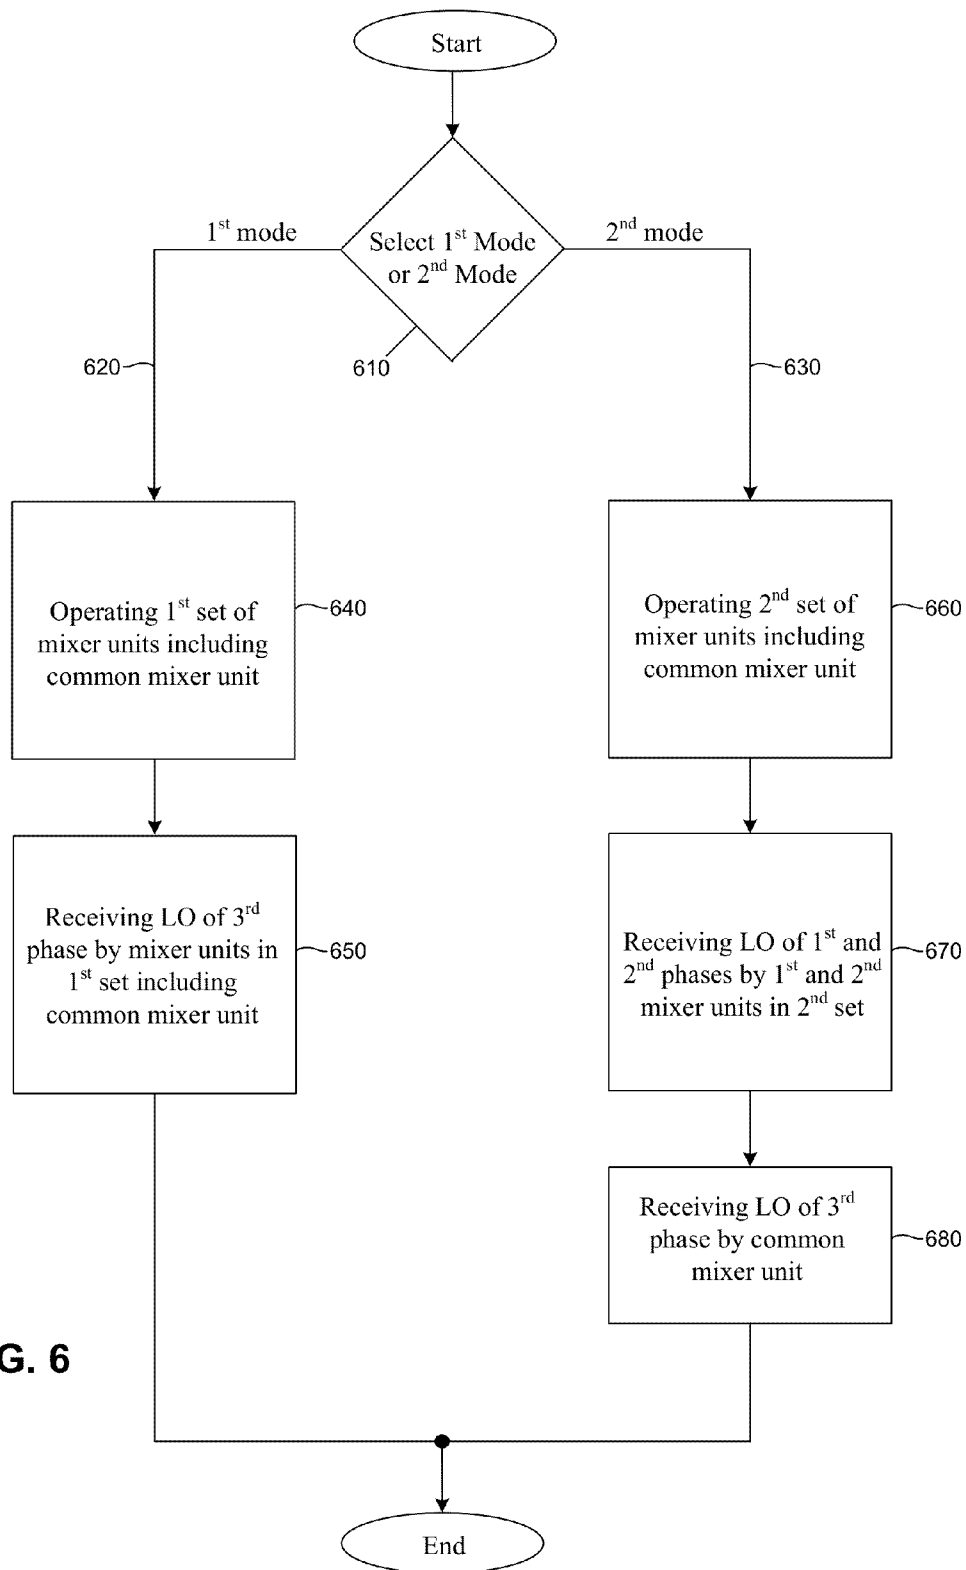 Start
1st mode
2nd mode
Select 1st Mode
or 2nd Mode
610
620
630
Operating 1st set of
mixer units including
common mixer unit
640
Operating 2nd set of
mixer units including
common mixer unit
660
Receiving LO of 3rd
phase by mixer units in
1st set including
common mixer unit
650
Receiving LO of 1st and
2nd phases by 1st and 2nd
mixer units in 2nd set
670
Receiving LO of 3rd
phase by common
mixer unit
680
G. 6
End